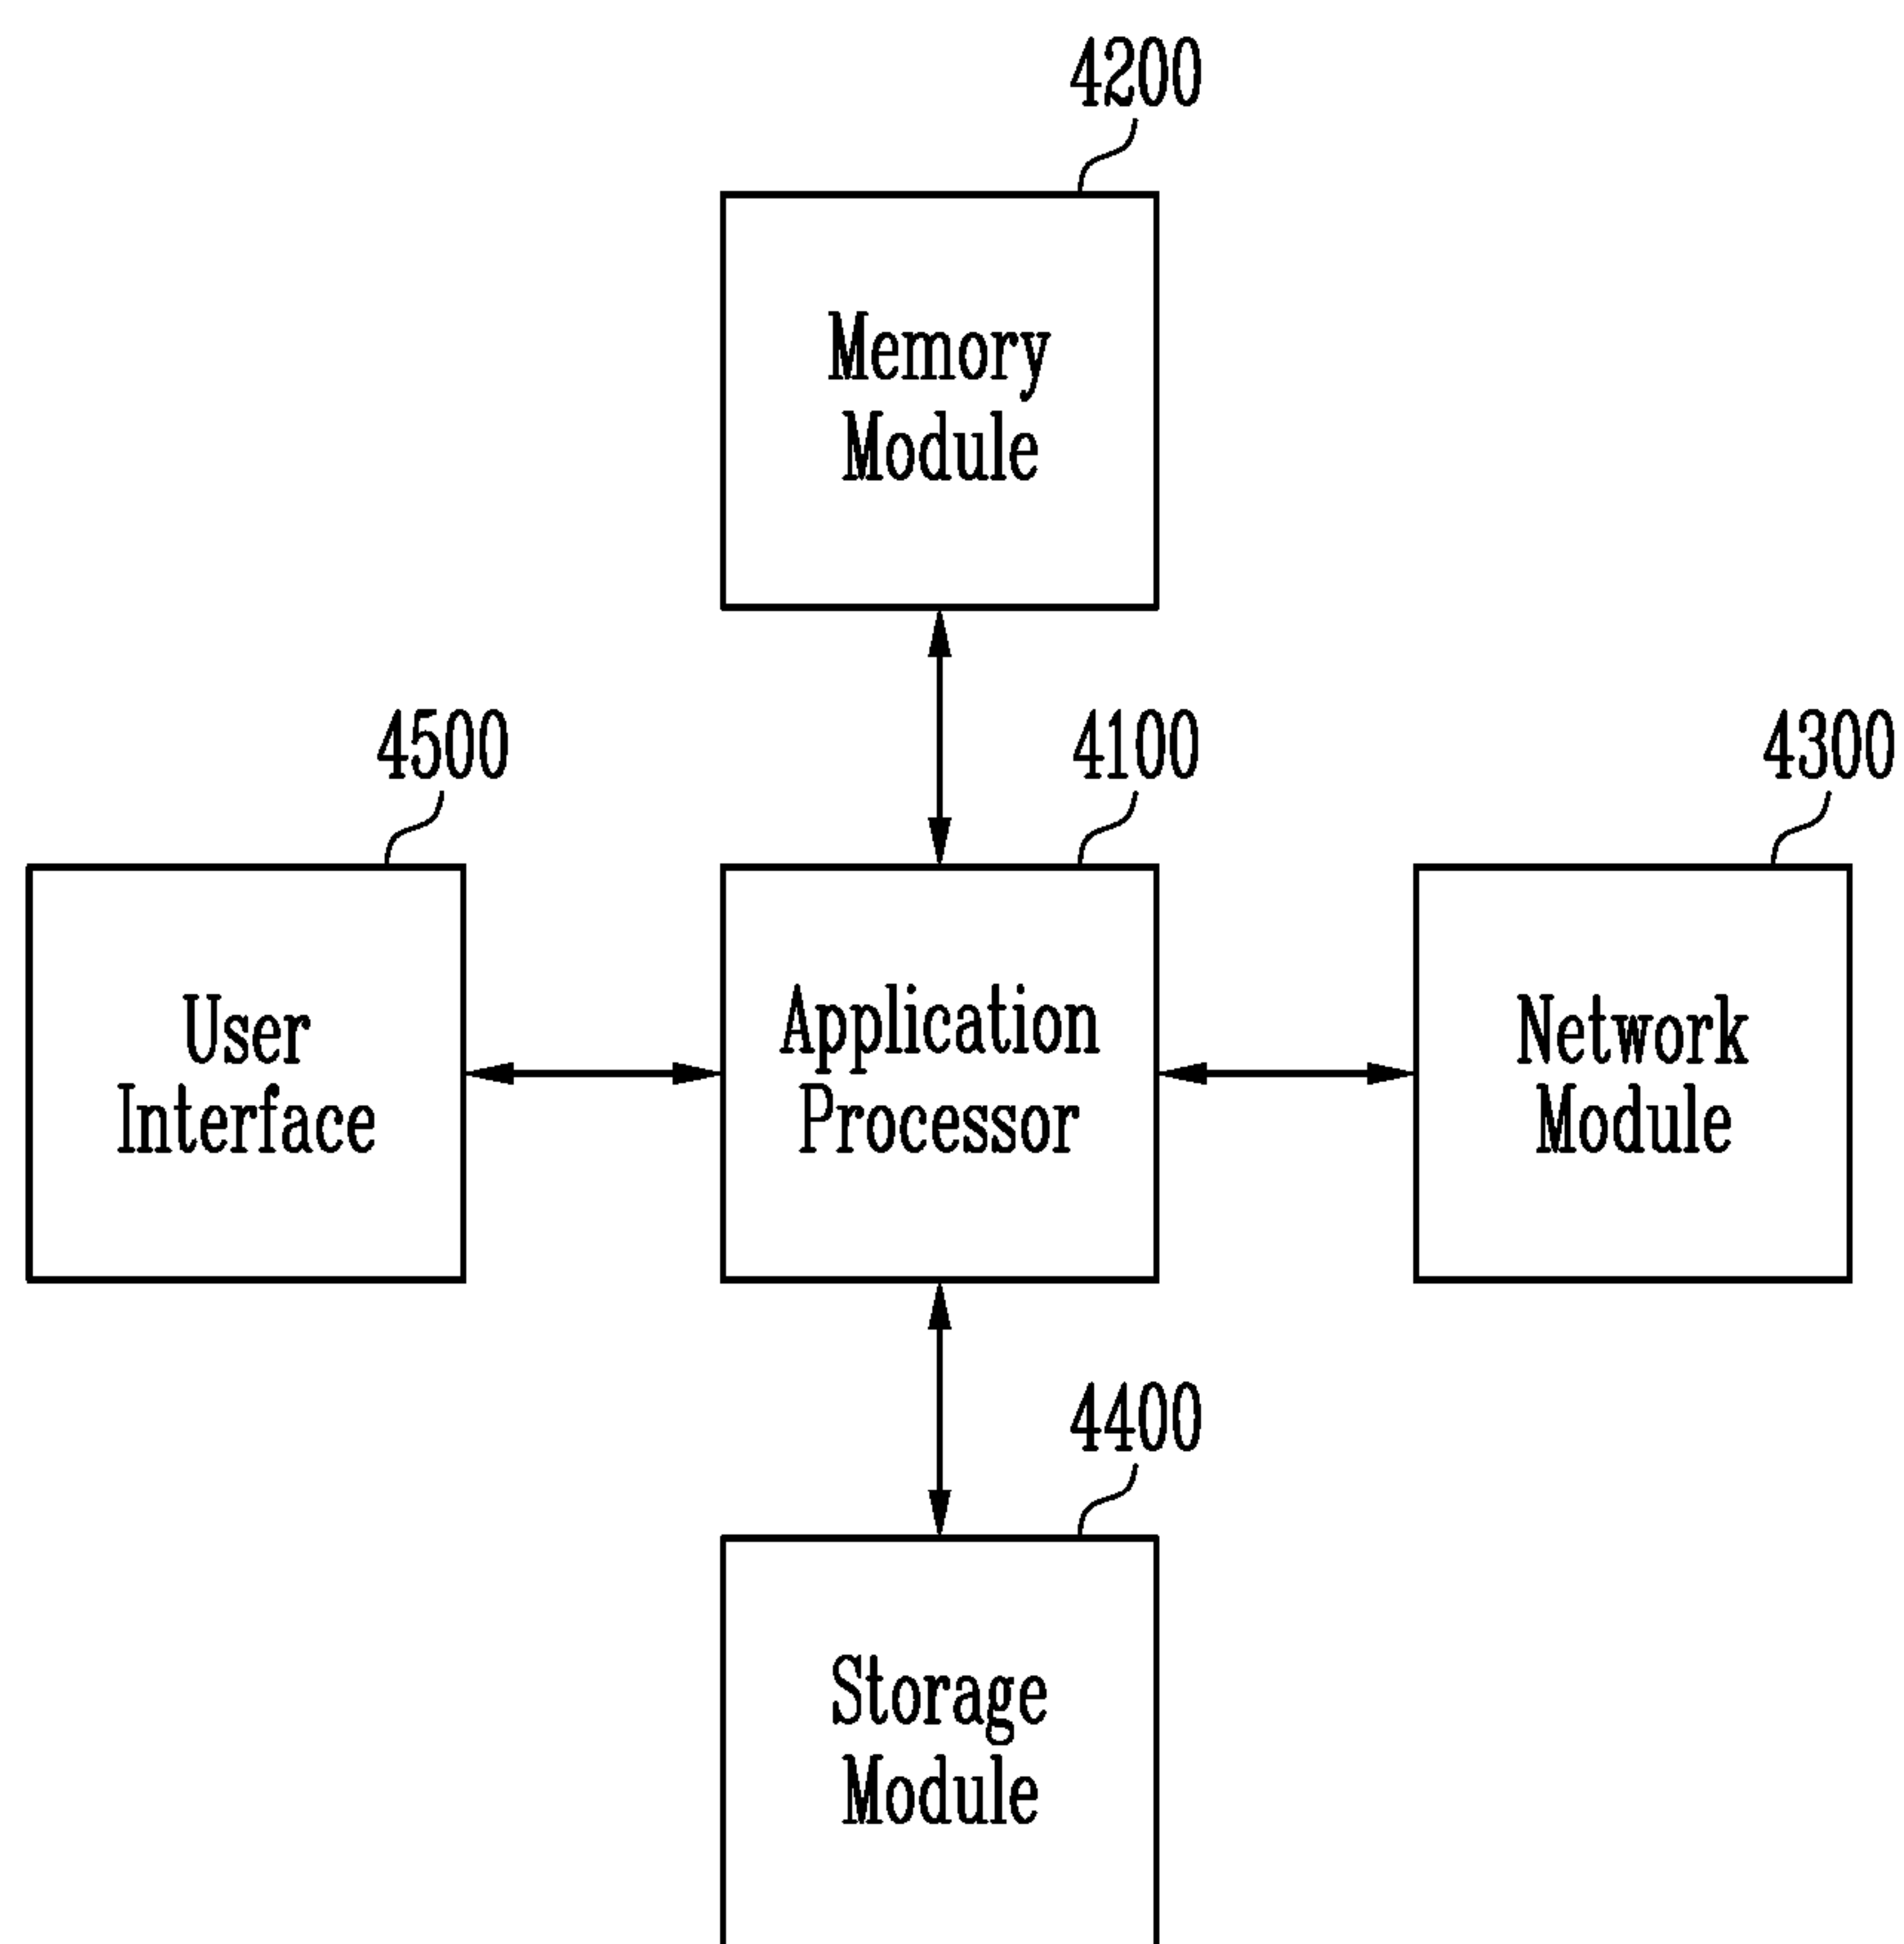 4200
Memory
Module
4500
4100
4300
User
Interface
Application
Processor
Network
Module
4400
Storage
Module